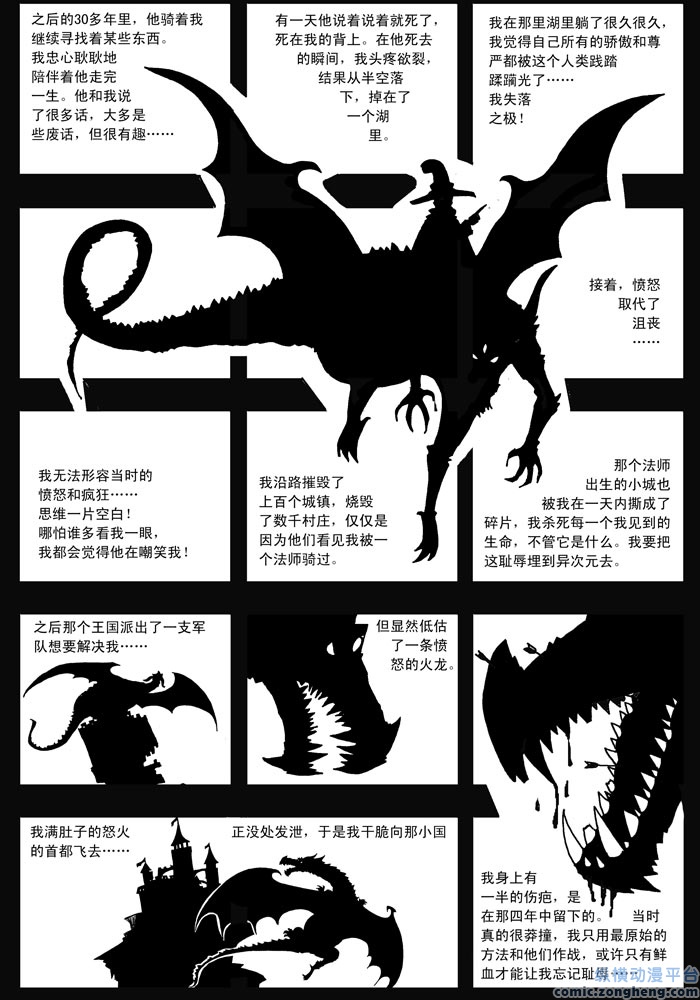 之后的30多年里，他骑着我
继续寻找着某些东西。
我忠心耿耿地
陪伴着他走完
一生。他和我说
了很多话，大多是
些废话，但很有趣……
有一天他说着说着就死了，
死在我的背上。在他死去
的瞬间，我头疼欲裂，
结果从半空落
下，掉在了
一个湖
里。
我在那里湖里躺了很久很久，
我觉得自己所有的骄傲和尊
严都被这个人类践踏
蹂躏光了……
我失落
之极！
接着，愤怒
取代了
沮丧
……
我无法形容当时的
愤怒和疯狂……
思维一片空白！
哪怕谁多看我一眼，
我都会觉得他在嘲笑我！
我沿路摧毁了
上百个城镇，烧毁
了数千村庄，仅仅是
因为他们看见我被一
个法师骑过。
那个法师
出生的小城也
被我在一天内撕成了
碎片，我杀死每一个我见到的
生命，不管它是什么。我要把
这耻辱埋到异次元去。
之后那个王国派出了一支军
队想要解决我……
但显然低估
了一条愤
怒的火龙。
我满肚子的怒火
的首都飞去……
正没处发泄，于是我干脆向那小国
我身上有
一半的伤疤，是
在那四年中留下的。 当时
真的很莽撞，我只用最原始的
方法和他们作战，或许只有鲜
血才能让我忘记耻辱……
纵横动漫平台
comic.zongheng.com